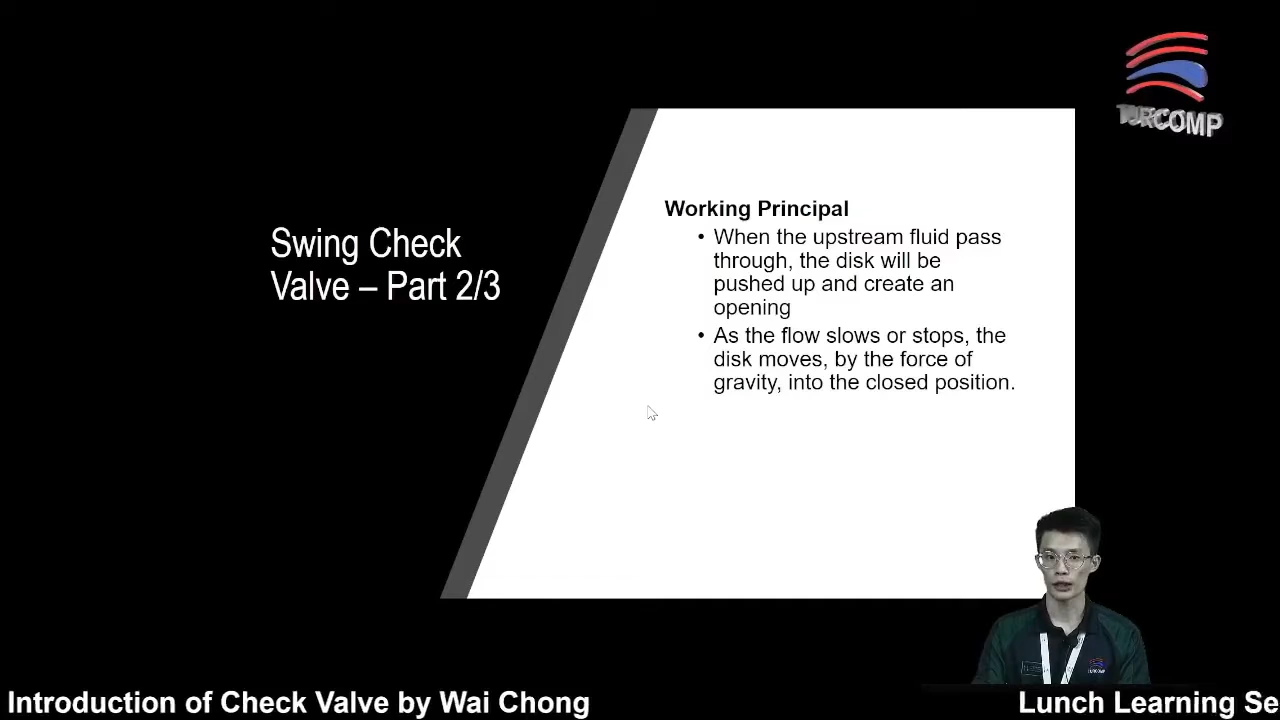 TURCOMP
Swing Check
Valve – Part 2/3
Working Principal
• When the upstream fluid pass
through, the disk will be
pushed up and create an
opening
• As the flow slows or stops, the
disk moves, by the force of
gravity, into the closed position.
TURCOMP
Introduction of Check Valve by Wai Chong
Lunch Learning Se